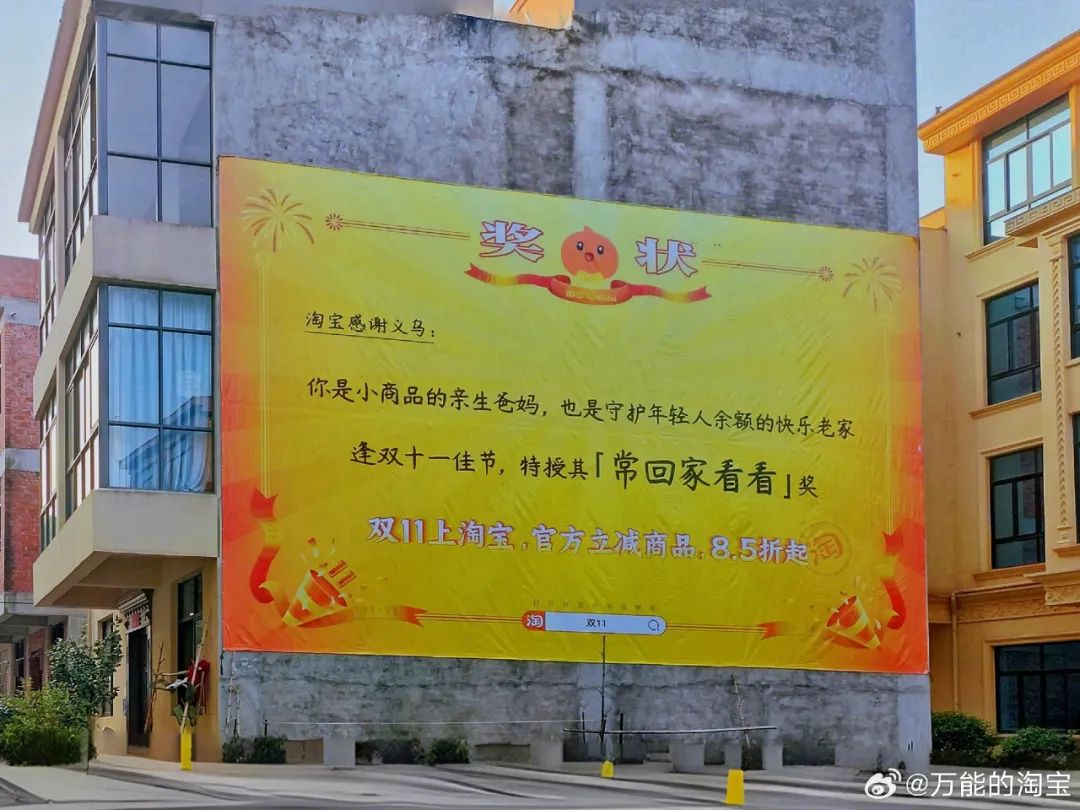 奖状
淘宝感谢义乌：
你是小商品的亲生爸妈，也是守护年轻人余额的快乐老家
逢双十一佳节，特授其「常回家看看」奖
双11上淘宝，官方立减商品，8.5折起
淘
淘 双11
@万能的淘宝